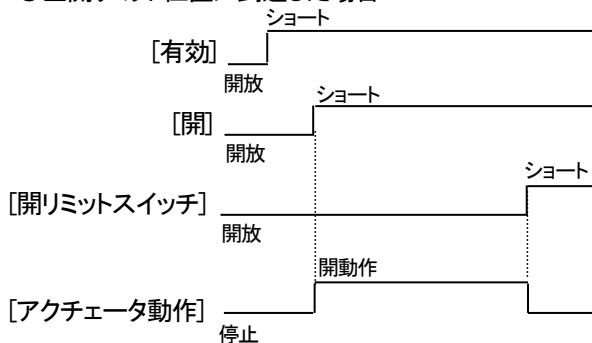 ショート
[有効]
開放
ショート
[開]
開放
ショート
[開リミットスイッチ]
開放
開動作
[アクチェータ動作]
停止